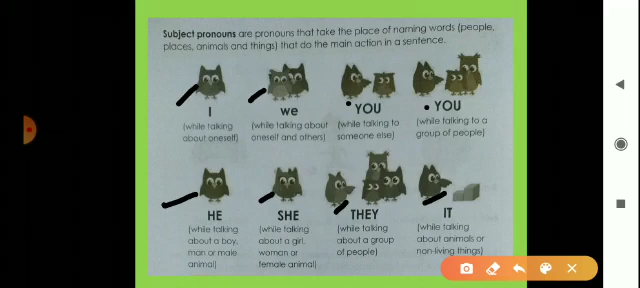 Subject pronouns are pronouns that take the place of naming words (people,
places, animals and things) that do the main action in a sentence.
I we YOU YOU
(while talking about oneself) (while talking about oneself and others) (while talking to someone else) (while talking to a group of people)
HE SHE THEY IT
(while talking about a boy, man or male animal) (while talking about a girl, woman or female animal) (while talking about a group of people) (while talking about animals or non-living things)